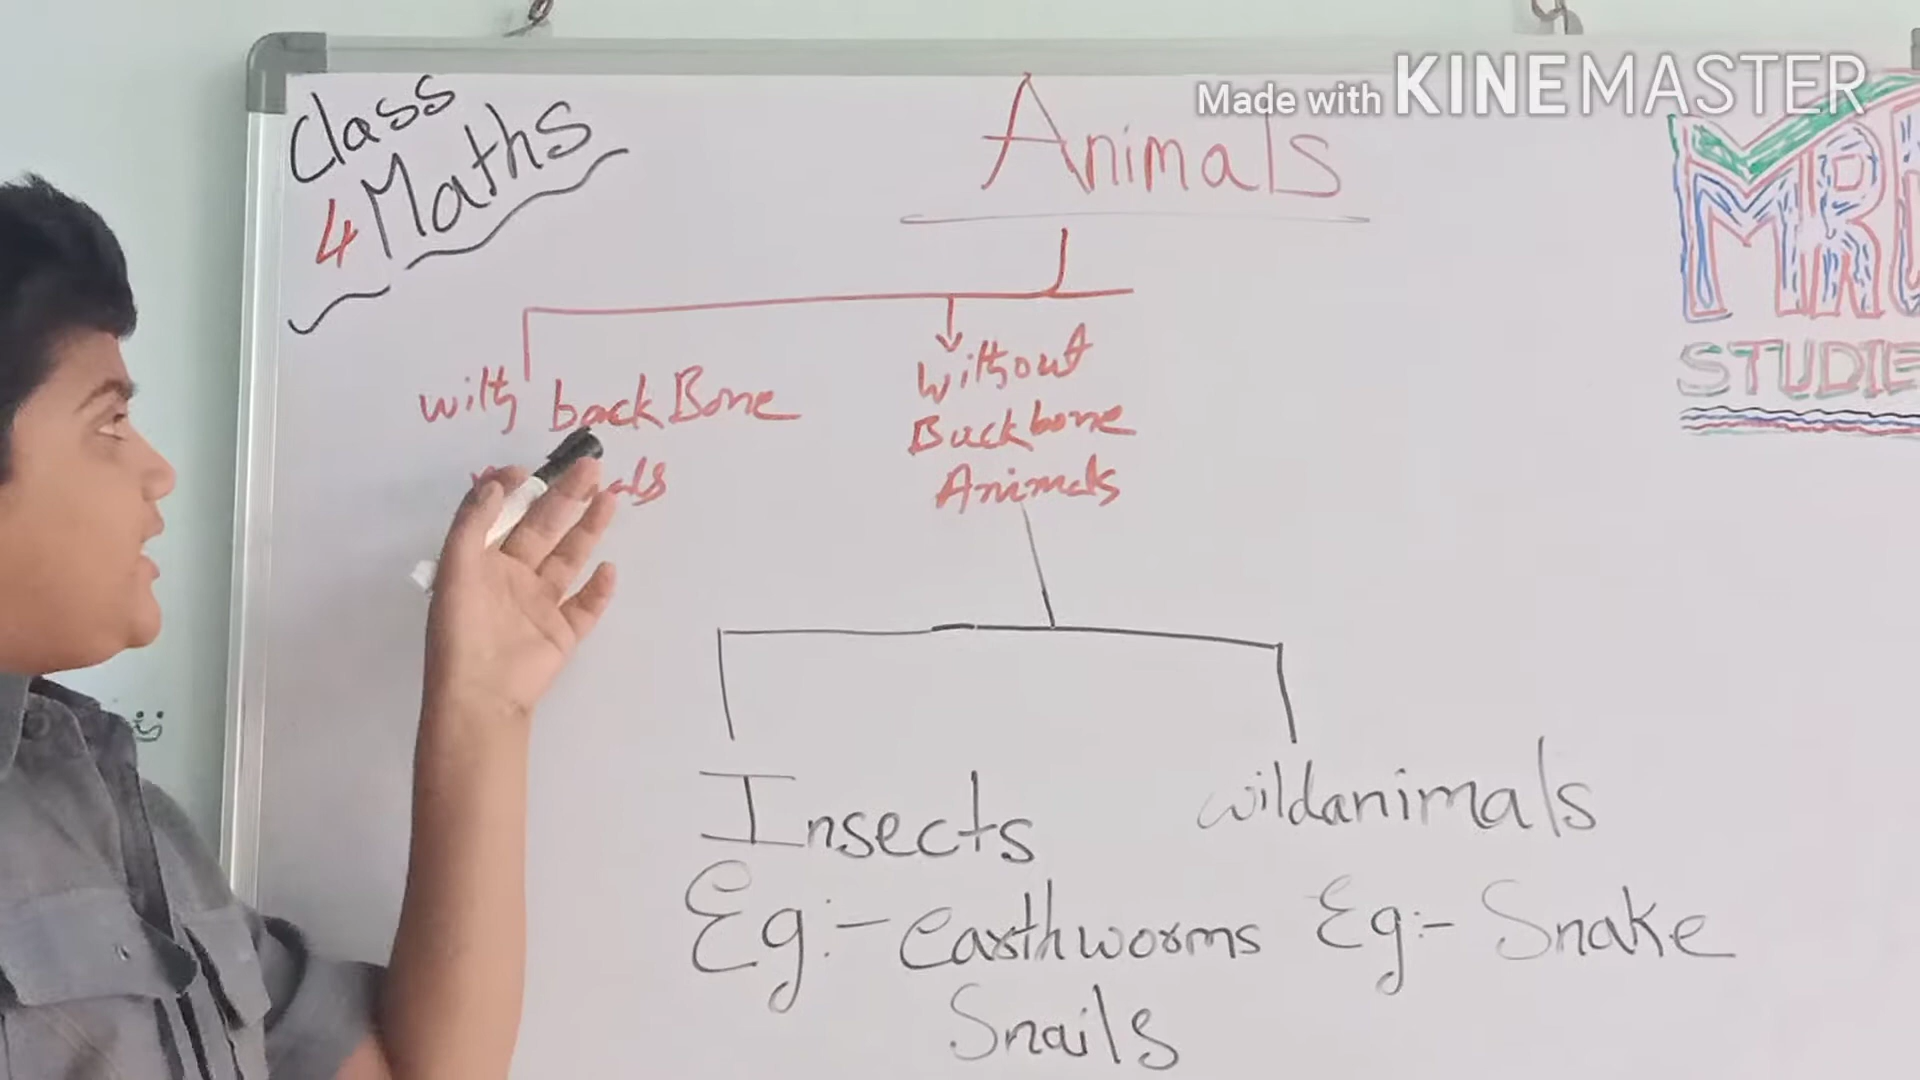 Made with KINEMASTER
Class
4 Maths
Animals
STUDIE
with backBone
Without
Backbone
Animals
Insects
Eg:- earthworms
Snails
wildanimals
Eg:- Snake